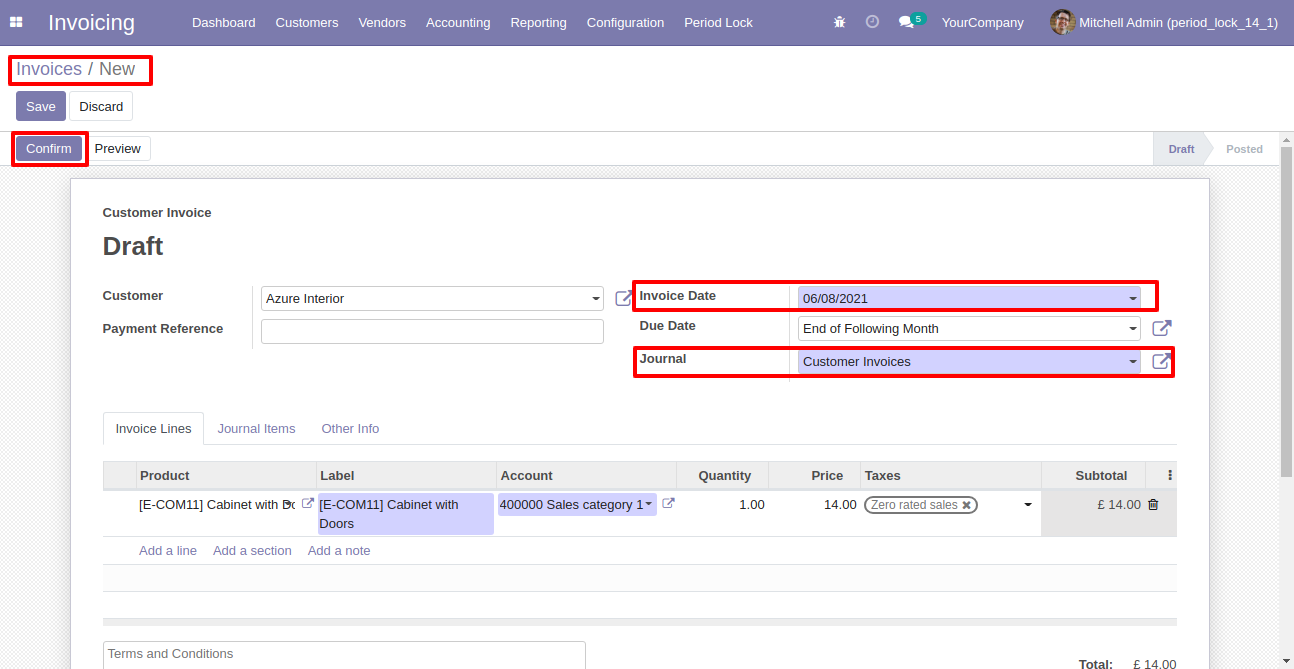 Invoicing Dashboard Customers Vendors Accounting Reporting Configuration Period Lock 5 YourCompany Mitchell Admin (period_lock_14_1)
Invoices / New
Save Discard
Confirm Preview Draft Posted
Customer Invoice
Draft
Customer Azure Interior Invoice Date 06/08/2021
Payment Reference Due Date End of Following Month
Journal Customer Invoices
Invoice Lines Journal Items Other Info
Product Label Account Quantity Price Taxes Subtotal
[E-COM11] Cabinet with Do [E-COM11] Cabinet with 400000 Sales category 1 1.00 14.00 Zero rated sales £ 14.00
Doors
Add a line Add a section Add a note
Terms and Conditions
Total: £ 14.00